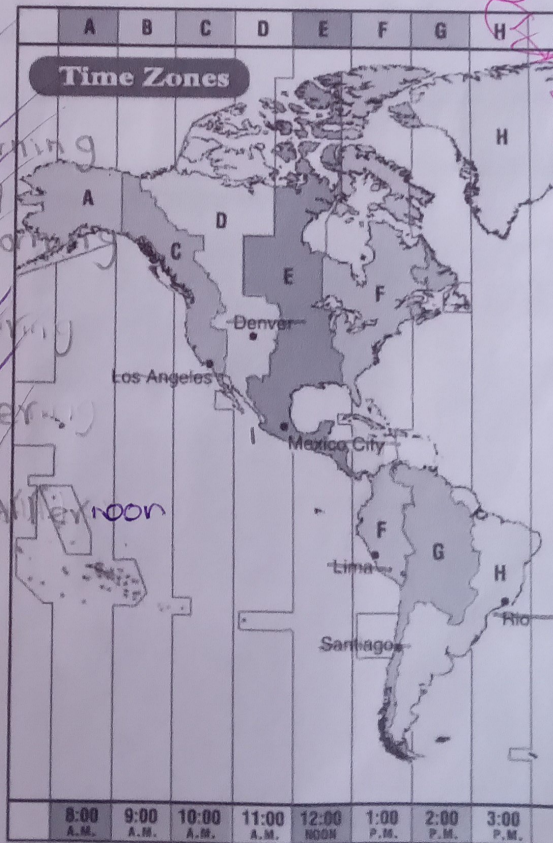 A B C D E F G H
Time Zones
H
A
D
C
E
F
Denver
Los Angeles
Mexico City
noon
F
G
H
Lima
Rio
Santiago
8:00 9:00 10:00 11:00 12:00 1:00 2:00 3:00
A.M. A.M. A.M. A.M. NOON P.M. P.M. P.M.